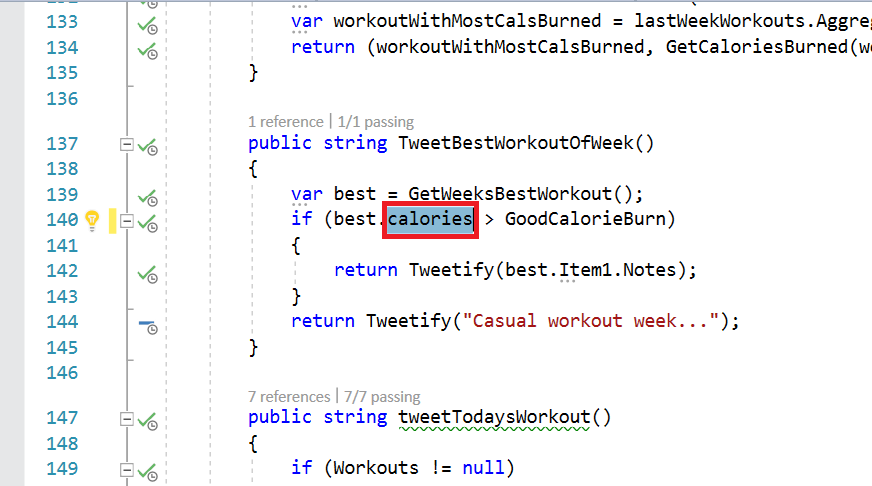 133 var workoutWithMostCalsBurned = lastWeekWorkouts.Aggreg
134 return (workoutWithMostCalsBurned, GetCaloriesBurned(wo
135 }
136
1 reference | 1/1 passing
137 public string TweetBestWorkoutOfWeek()
138 {
139 var best = GetWeeksBestWorkout();
140 if (best.calories > GoodCalorieBurn)
141 {
142 return Tweetify(best.Item1.Notes);
143 }
144 return Tweetify("Casual workout week...");
145 }
146
7 references | 7/7 passing
147 public string tweetTodaysWorkout()
148 {
149 if (Workouts != null)